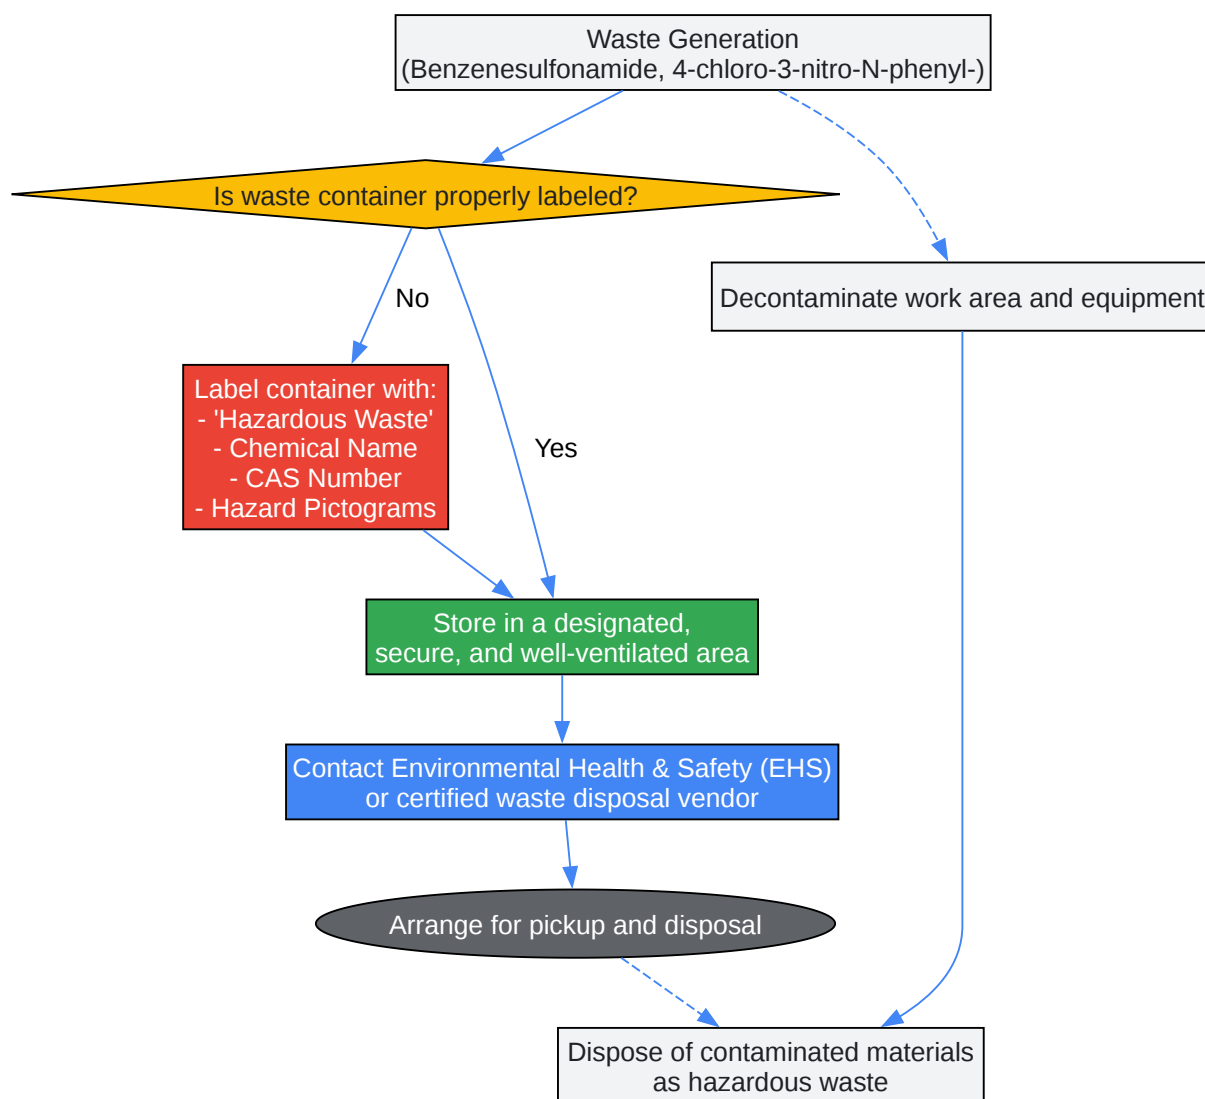 Waste Generation
(Benzenesulfonamide, 4-chloro-3-nitro-N-phenyl-)
Is waste container properly labeled?
Decontaminate work area and equipment
No
Label container with:
- 'Hazardous Waste'
- Chemical Name
- CAS Number
- Hazard Pictograms
Yes
Store in a designated,
secure, and well-ventilated area
Contact Environmental Health & Safety (EHS)
or certified waste disposal vendor
Arrange for pickup and disposal
Dispose of contaminated materials
as hazardous waste